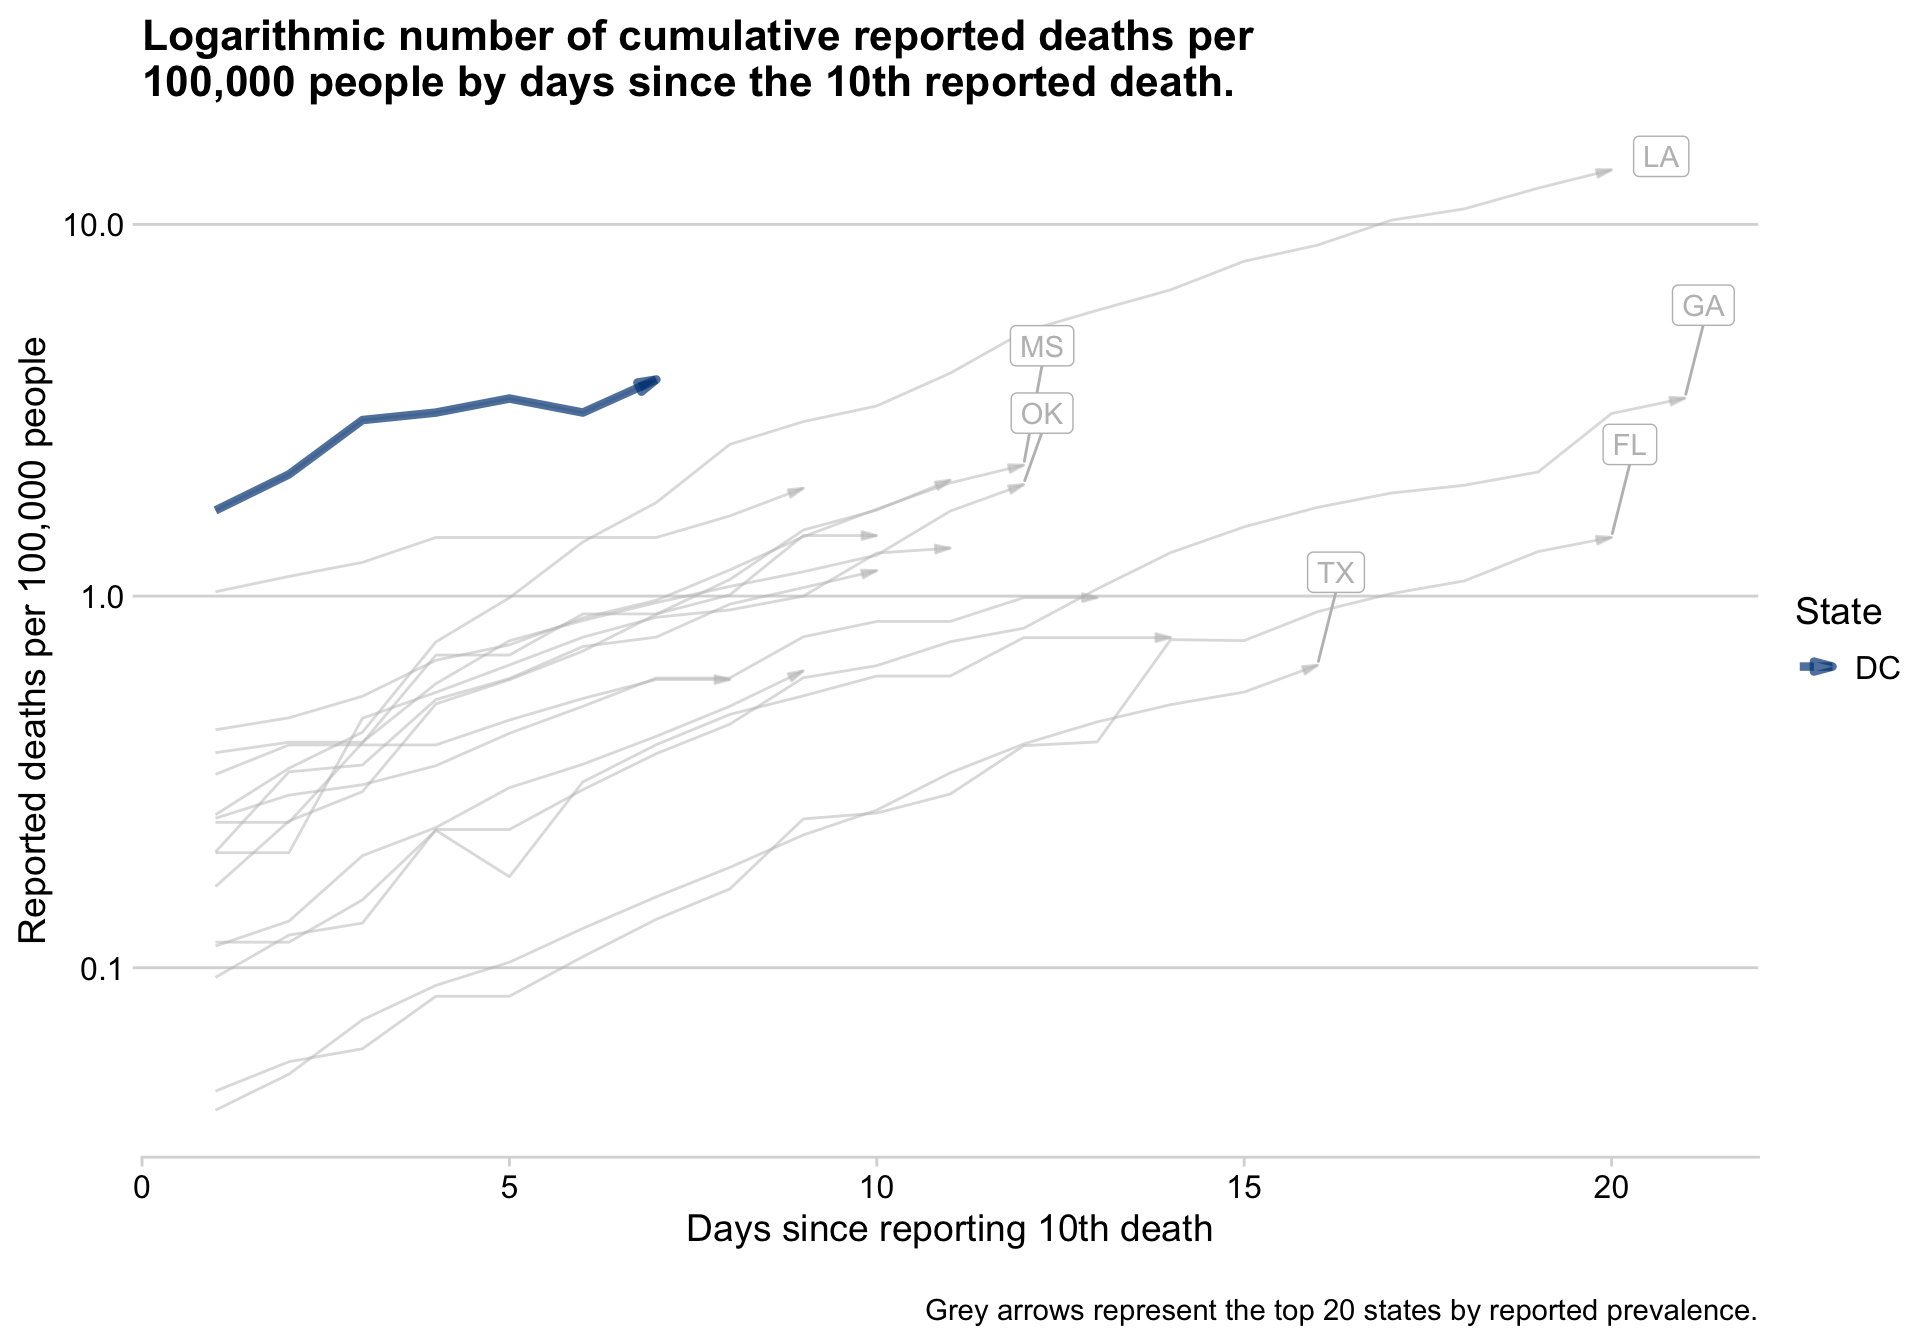 Logarithmic number of cumulative reported deaths per
100,000 people by days since the 10th reported death.
Reported deaths per 100,000 people
10.0
1.0
0.1
LA
GA
MS
OK
FL
TX
State
DC
0 5 10 15 20
Days since reporting 10th death
Grey arrows represent the top 20 states by reported prevalence.